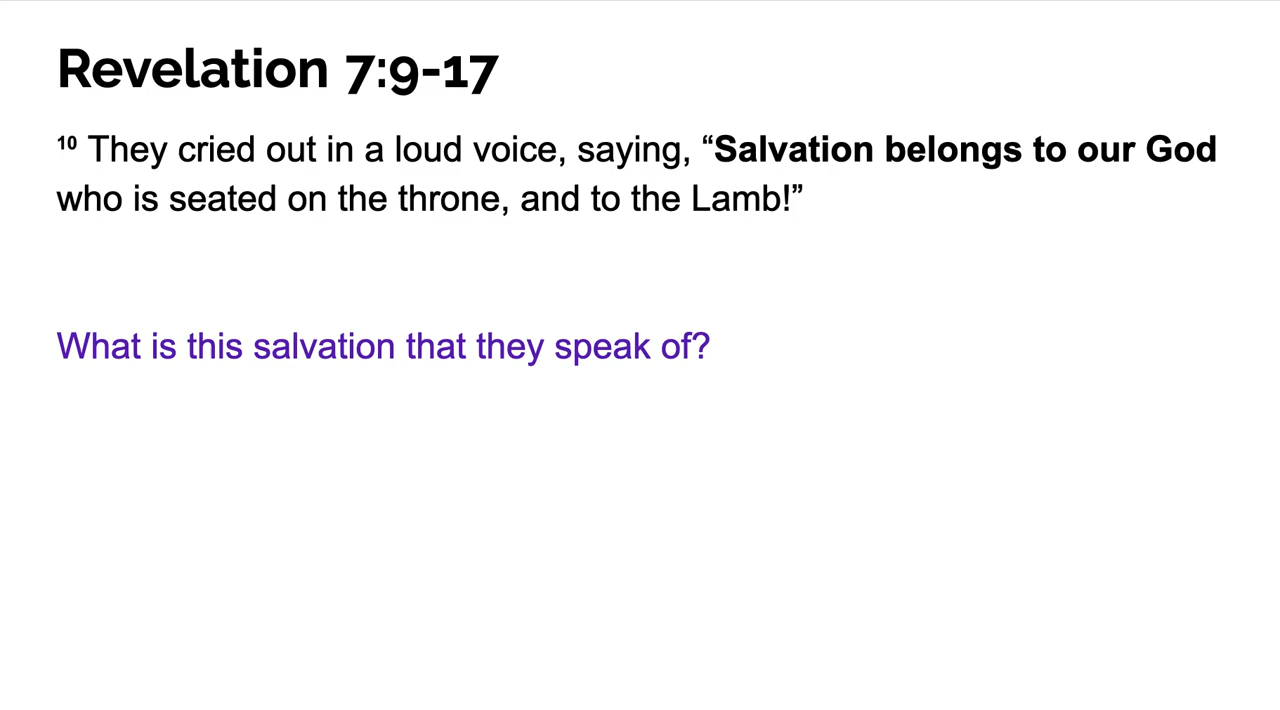 Revelation 7:9-17
10 They cried out in a loud voice, saying, “Salvation belongs to our God
who is seated on the throne, and to the Lamb!”
What is this salvation that they speak of?